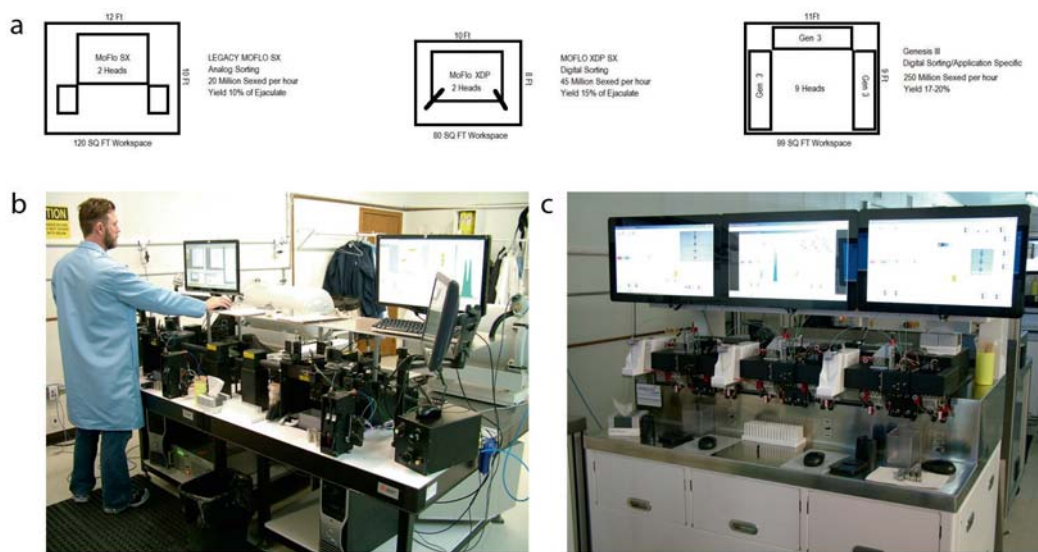 a
12 Ft
MoFlo SX
2 Heads
10 Ft
120 SQ FT Workspace
LEGACY MOFLO SX
Analog Sorting
20 Million Sexed per hour
Yield 10% of Ejaculate
10 Ft
MoFlo XDP
2 Heads
8 Ft
80 SQ FT Workspace
MOFLO XDP SX
Digital Sorting
45 Million Sexed per hour
Yield 15% of Ejaculate
11Ft
Gen 3
Gen 3
9 Heads
Gen 3
9 Ft
99 SQ FT Workspace
Genesis III
Digital Sorting/Application Specific
250 Million Sexed per hour
Yield 17-20%
b
c